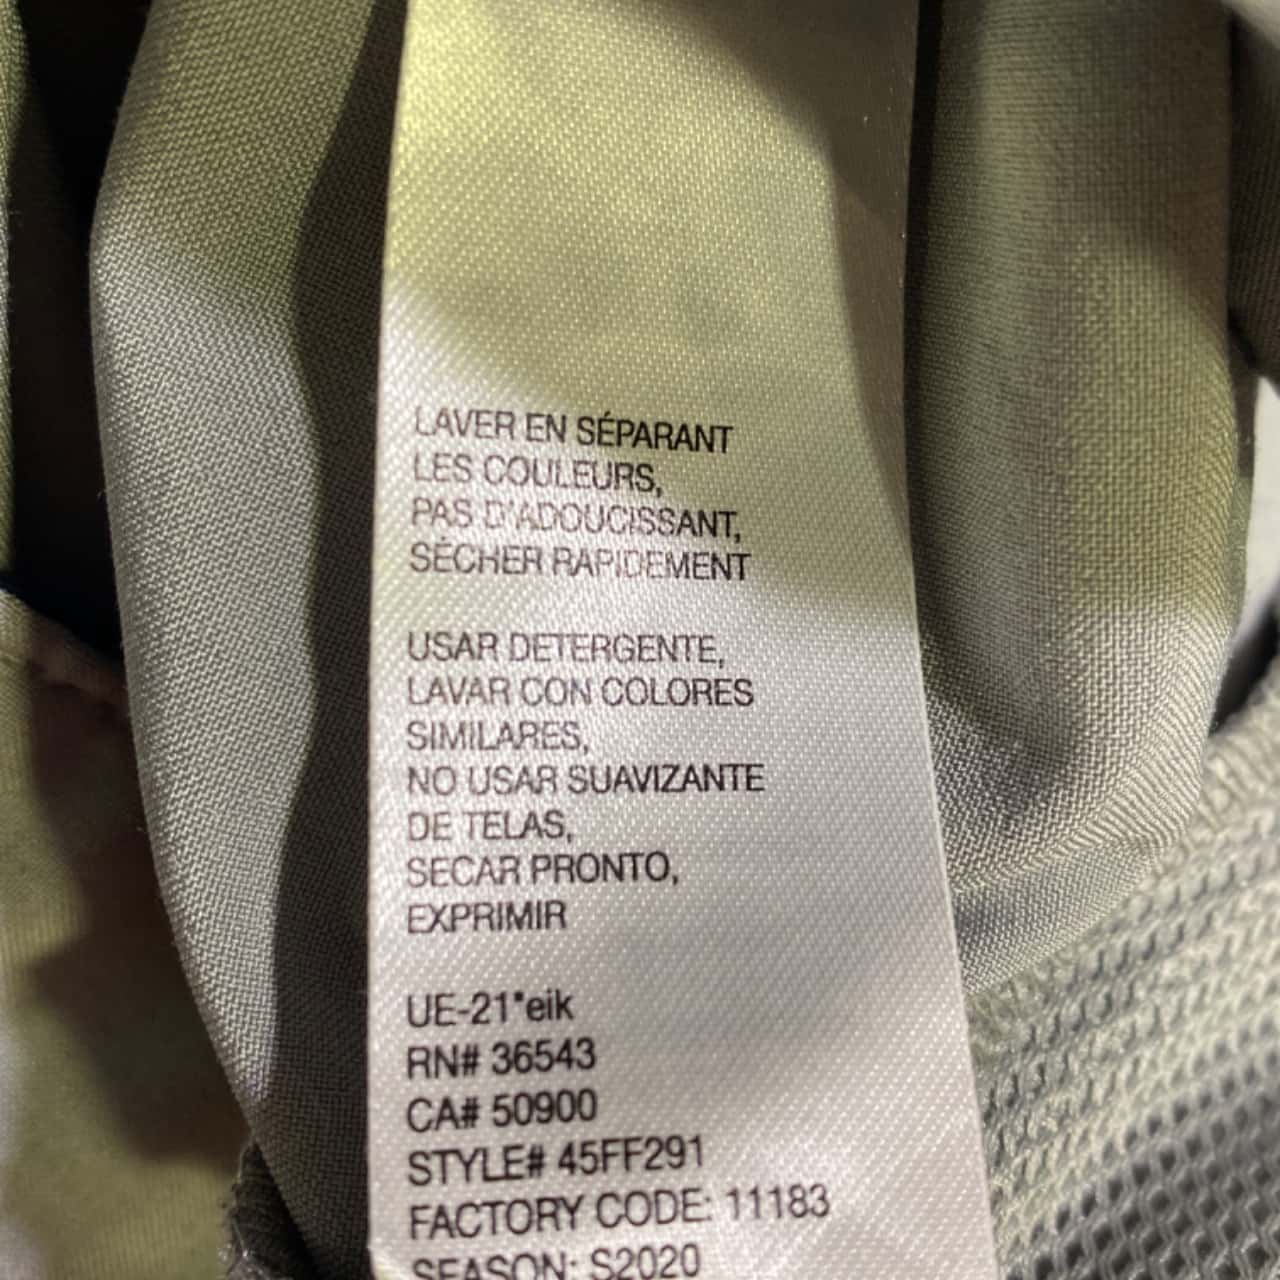 LAVER EN SÉPARANT
LES COULEURS,
PAS D'ADOUCISSANT,
SÉCHER RAPIDEMENT
USAR DETERGENTE,
LAVAR CON COLORES
SIMILARES,
NO USAR SUAVIZANTE
DE TELAS,
SECAR PRONTO,
EXPRIMIR
UE-21*eik
RN# 36543
CA# 50900
STYLE# 45FF291
FACTORY CODE: 11183
SEASON: S2020